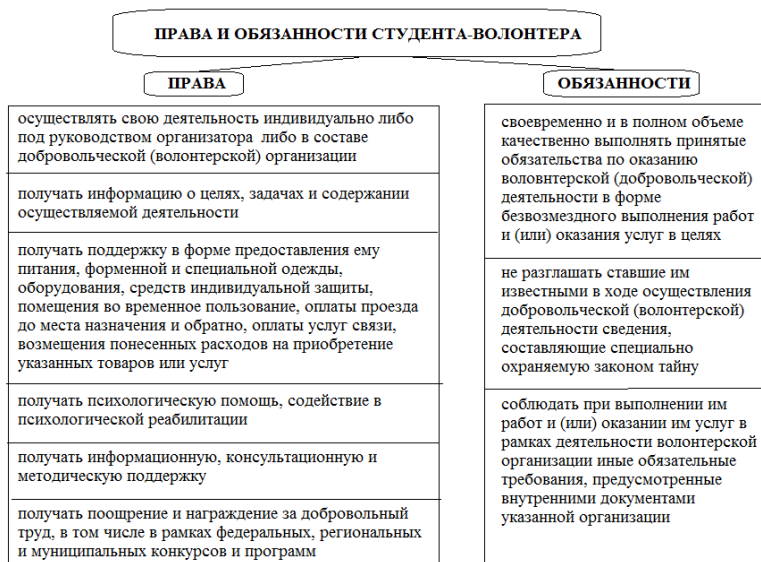 ПРАВА И ОБЯЗАННОСТИ СТУДЕНТА-ВОЛОНТЕРА
ПРАВА
осуществлять свою деятельность индивидуально либо
под руководством организатора либо в составе
добровольческой (волонтерской) организации
получать информацию о целях, задачах и содержании
осуществляемой деятельности
получать поддержку в форме предоставления ему
питания, форменной и специальной одежды,
оборудования, средств индивидуальной защиты,
помещения во временное пользование, оплаты проезда
до места назначения и обратно, оплаты услуг связи,
возмещения понесенных расходов на приобретение
указанных товаров или услуг
получать психологическую помощь, содействие в
психологической реабилитации
получать информационную, консультационную и
методическую поддержку
получать поощрение и награждение за добровольный
труд, в том числе в рамках федеральных, региональных
и муниципальных конкурсов и программ
ОБЯЗАННОСТИ
своевременно и в полном объеме
качественно выполнять принятые
обязательства по оказанию
воловнтерской (добровольческой)
деятельности в форме
безвозмездного выполнения работ
и (или) оказания услуг в целях
не разглашать ставшие им
известными в ходе осуществления
добровольческой (волонтерской)
деятельности сведения,
составляющие специально
охраняемую законом тайну
соблюдать при выполнении им
работ и (или) оказании им услуг в
рамках деятельности волонтерской
организации иные обязательные
требования, предусмотренные
внутренними документами
указанной организации